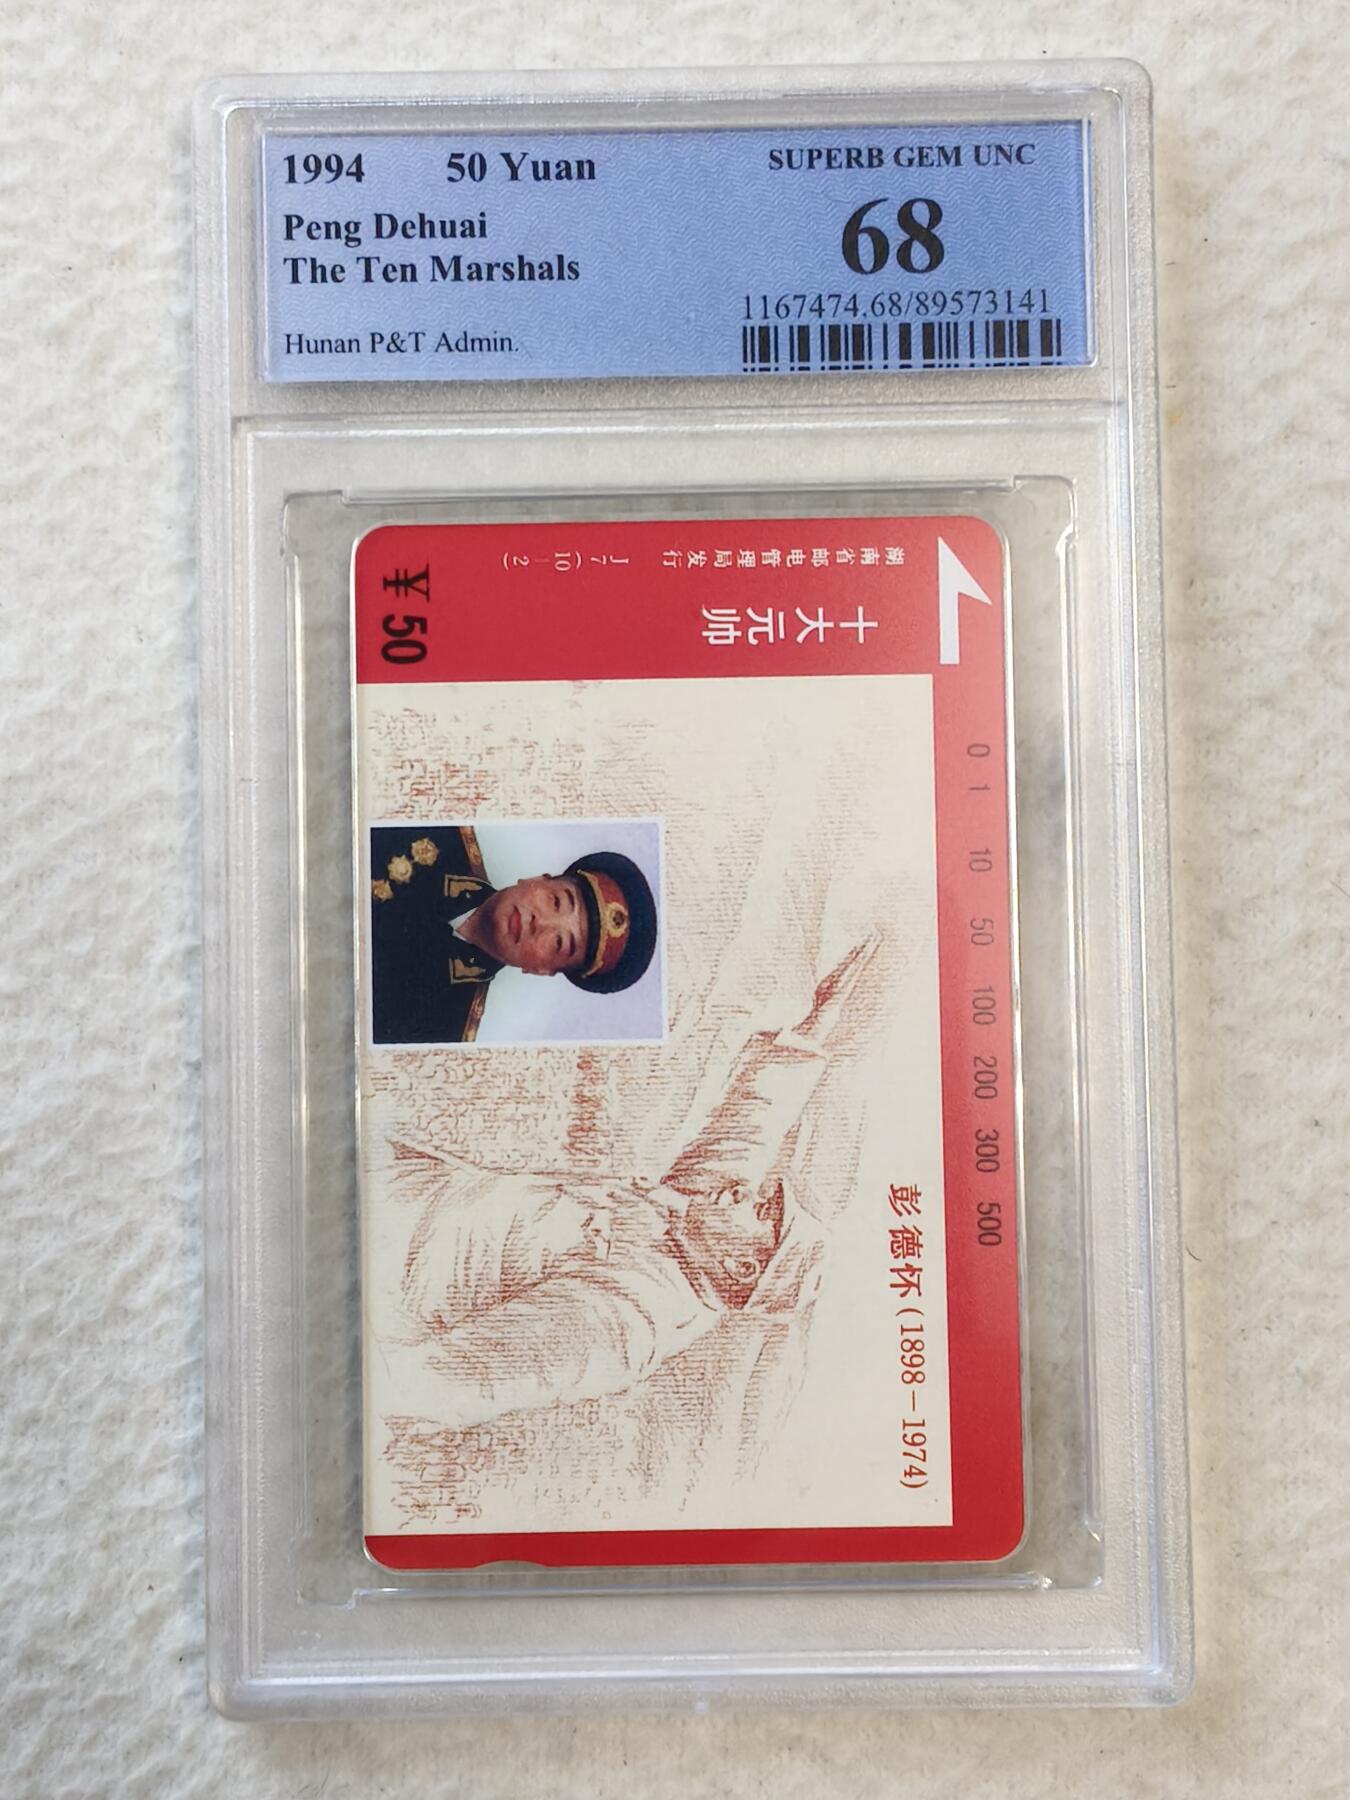 1994 50 Yuan
Peng Dehuai
The Ten Marshals
Hunan P&T Admin.
SUPERB GEM UNC
68
1167474.68/89573141
湖南省邮电管理局发行 J7(10-2)
十大元帅
¥50
0 1 10 50 100 200 300 500
彭德怀(1898-1974)